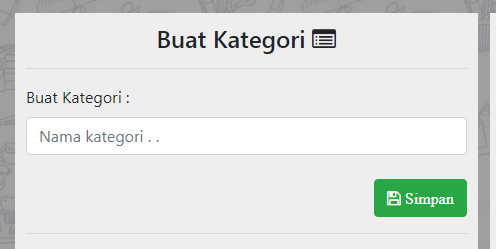 Buat Kategori
Buat Kategori :
Nama kategori . .
Simpan